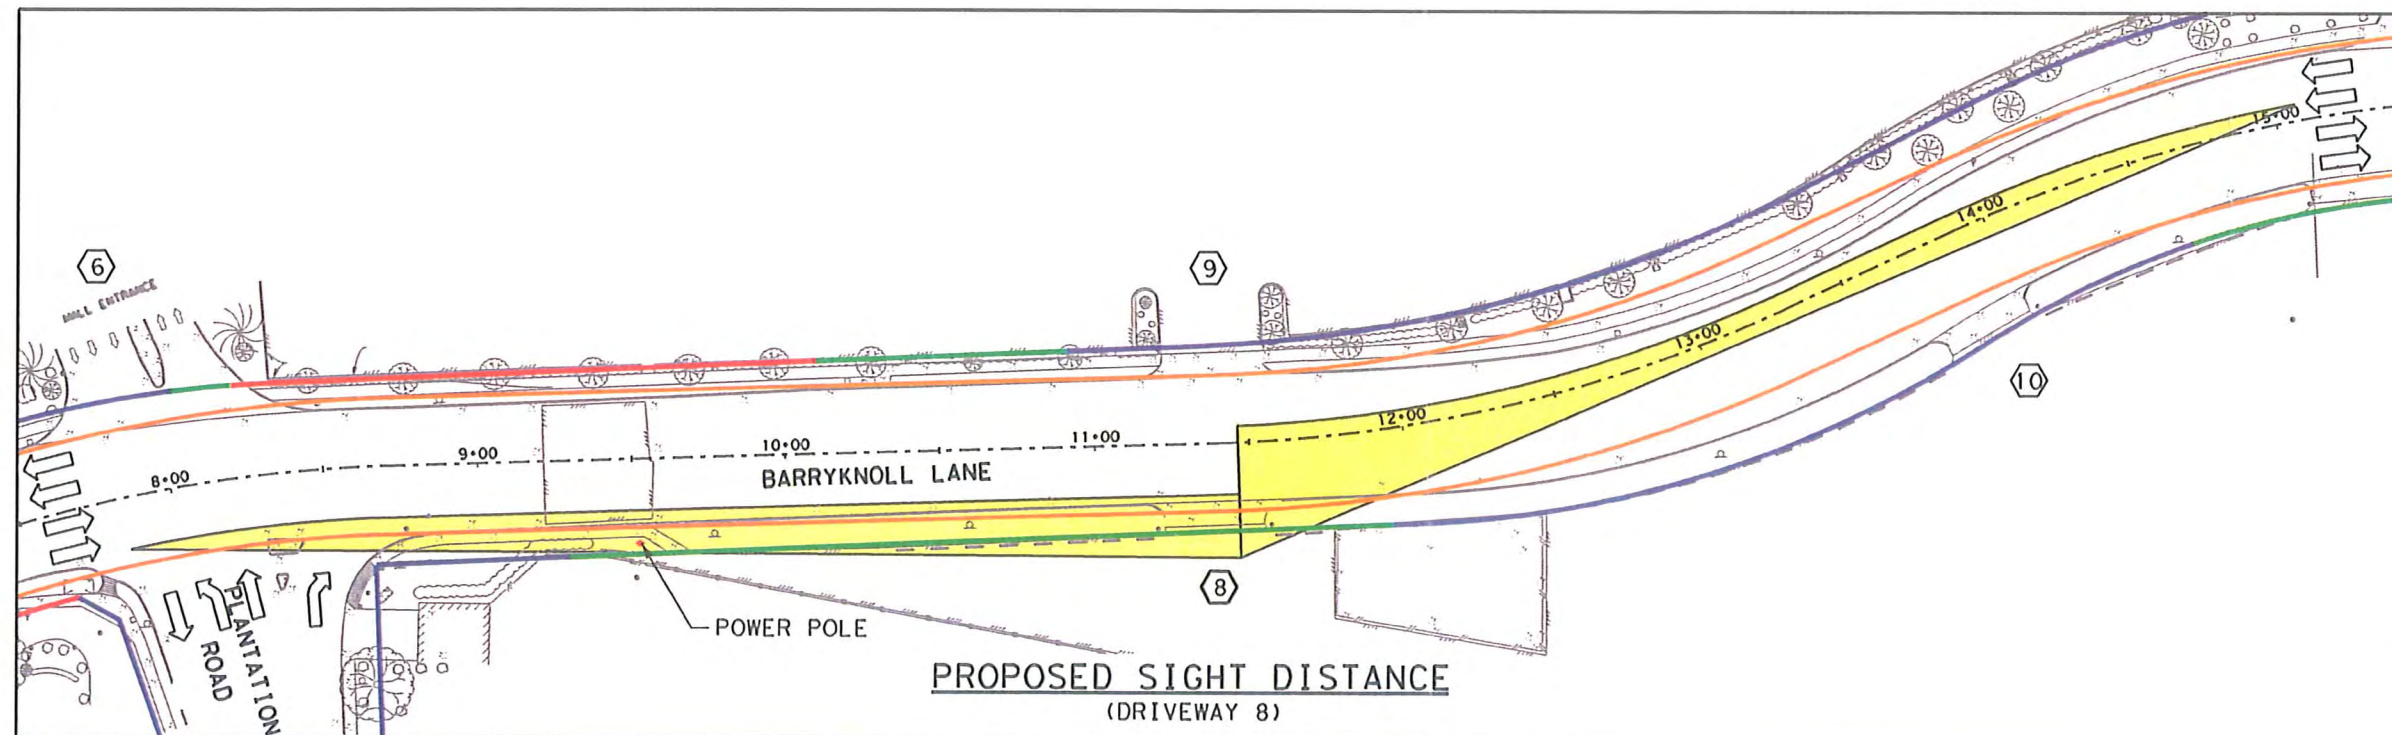 6
MALL ENTRANCE
9
10
8
8+00
9+00
10+00
11+00
12+00
13+00
14+00
15+00
BARRYKNOLL LANE
POWER POLE
PLANTATION
ROAD
PROPOSED SIGHT DISTANCE
(DRIVEWAY 8)